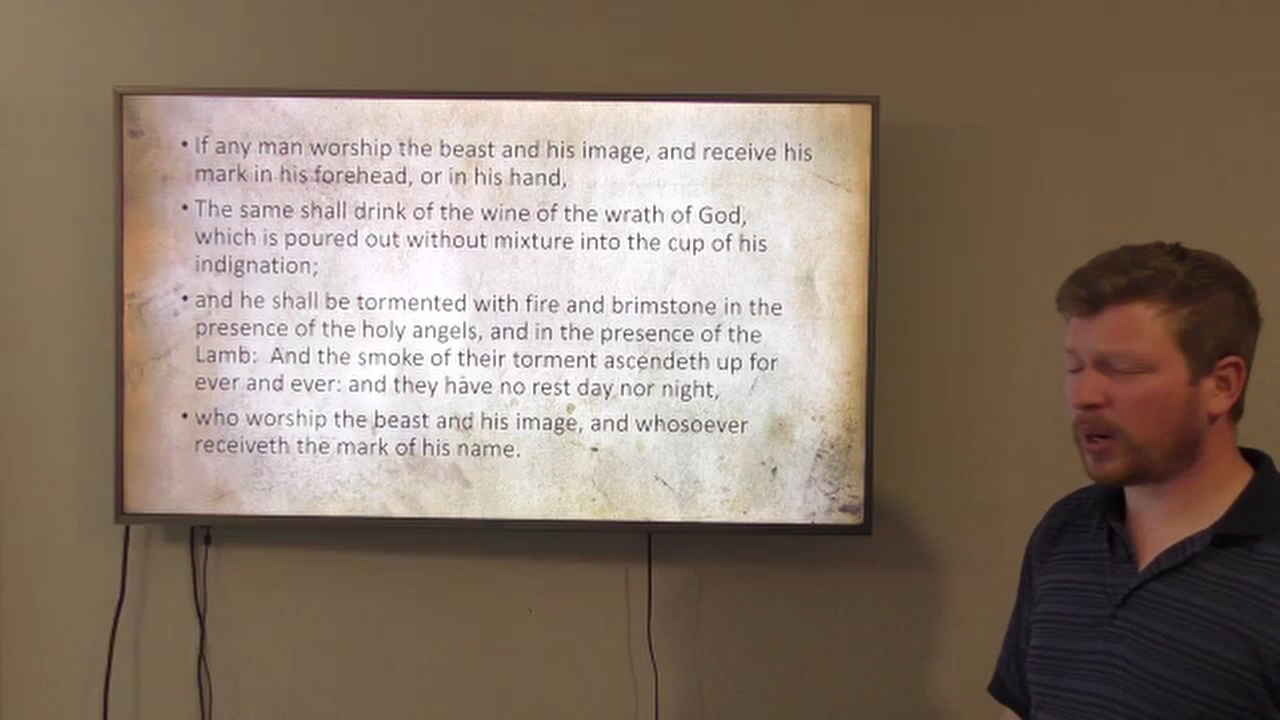 • If any man worship the beast and his image, and receive his
mark in his forehead, or in his hand,
• The same shall drink of the wine of the wrath of God,
which is poured out without mixture into the cup of his
indignation;
• and he shall be tormented with fire and brimstone in the
presence of the holy angels, and in the presence of the
Lamb:  And the smoke of their torment ascendeth up for
ever and ever: and they have no rest day nor night,
• who worship the beast and his image, and whosoever
receiveth the mark of his name.